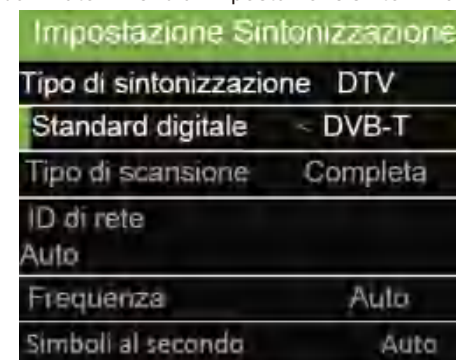 Impostazione Sintonizzazione
Tipo di sintonizzazione DTV
Standard digitale < DVB-T
Tipo di scansione Completa
ID di rete
Auto
Frequenza Auto
Simboli al secondo Auto